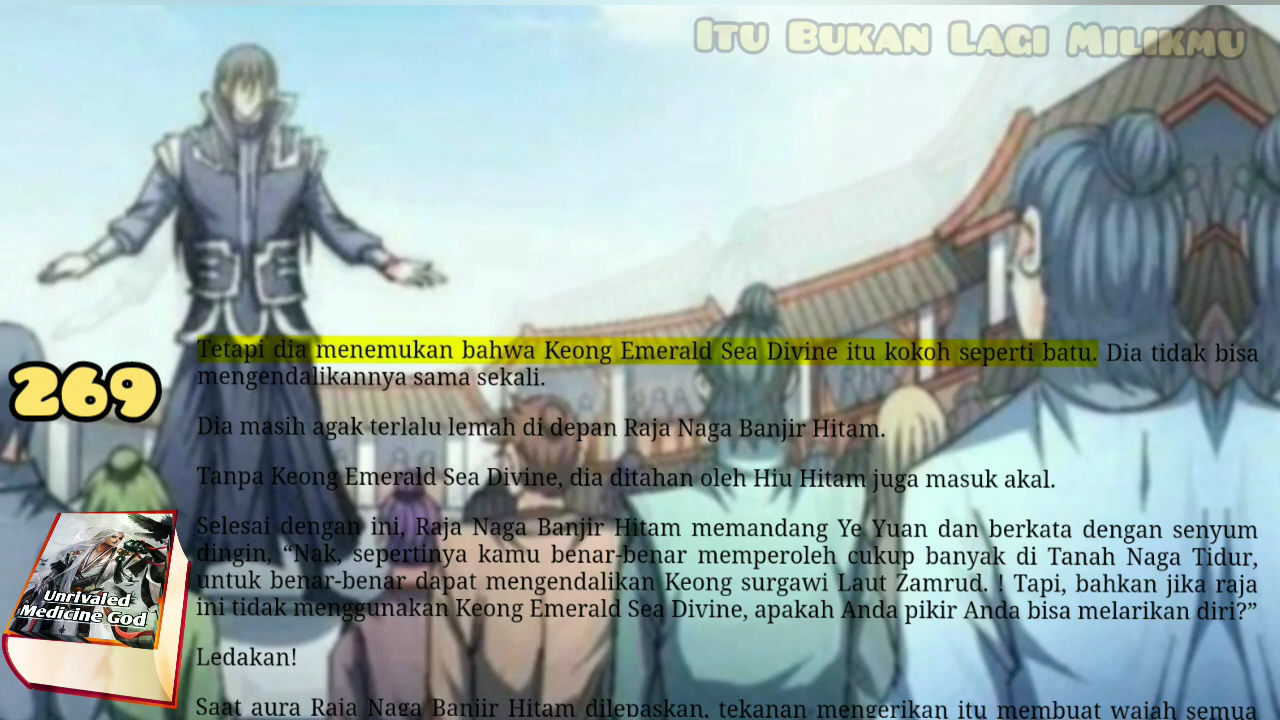 Itu Bukan Lagi Milikmu
Tetapi dia menemukan bahwa Keong Emerald Sea Divine itu kokoh seperti batu. Dia tidak bisa
mengendalikannya sama sekali.
Dia masih agak terlalu lemah di depan Raja Naga Banjir Hitam.
269
Tanpa Keong Emerald Sea Divine, dia ditahan oleh Hiu Hitam juga masuk akal.
Selesai dengan ini, Raja Naga Banjir Hitam memandang Ye Yuan dan berkata dengan senyum
dingin, “Nak, sepertinya kamu benar-benar memperoleh cukup banyak di Tanah Naga Tidur,
untuk benar-benar dapat mengendalikan Keong surgawi Laut Zamrud. ! Tapi, bahkan jika raja
ini tidak menggunakan Keong Emerald Sea Divine, apakah Anda pikir Anda bisa melarikan diri?”
Unrivaled
Medicine God
Ledakan!
Saat aura Raja Naga Banjir Hitam dilepaskan, tekanan mengerikan itu membuat wajah semua